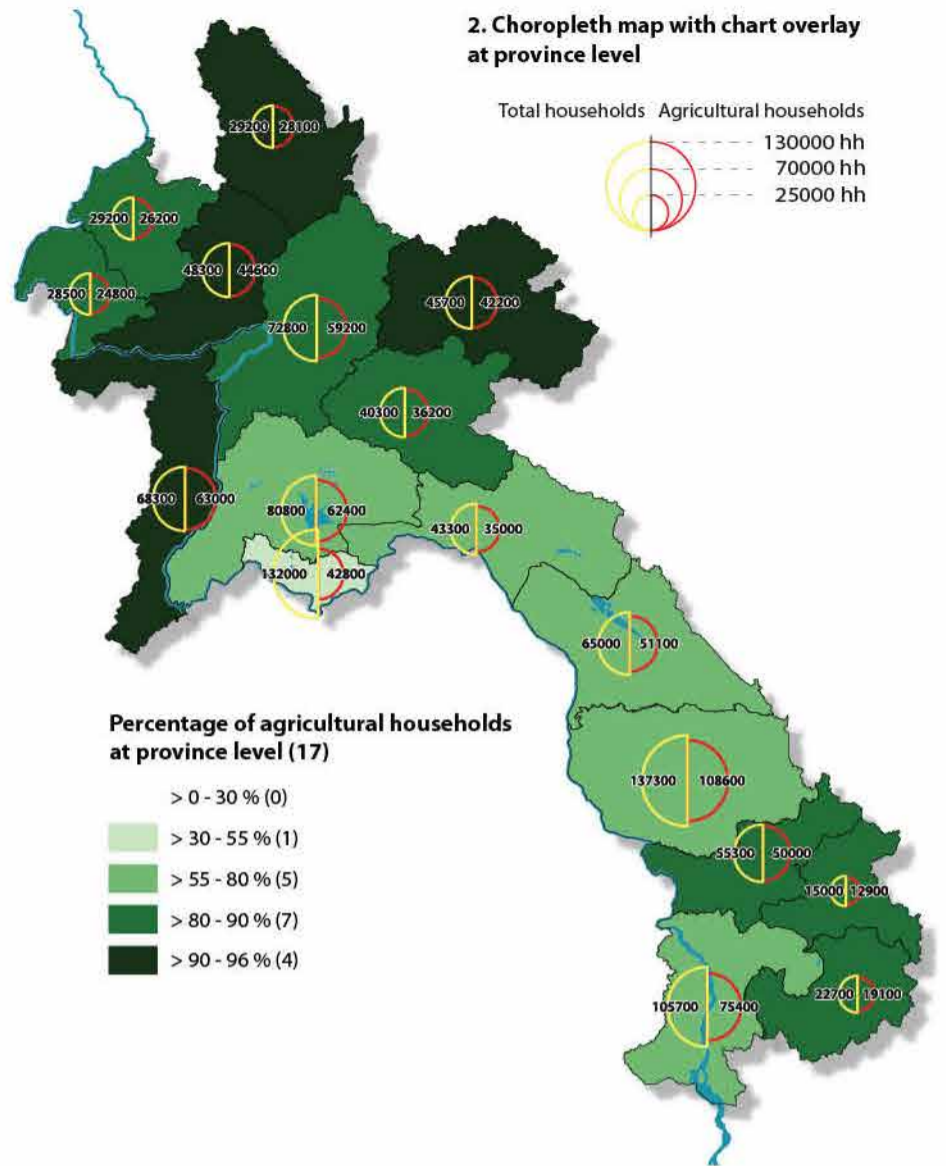 2. Choropleth map with chart overlay
at province level
Total households Agricultural households
130000 hh
70000 hh
25000 hh
29200 28100
29200 26200
48300 44600
28500 24800
45700 42200
72800 59200
40300 36200
68300 63000
80800 62400
43300 35000
132000 42800
65000 51100
137300 108600
55300 50000
15000 12900
22700 19100
105700 75400
Percentage of agricultural households
at province level (17)
> 0 - 30 % (0)
> 30 - 55 % (1)
> 55 - 80 % (5)
> 80 - 90 % (7)
> 90 - 96 % (4)